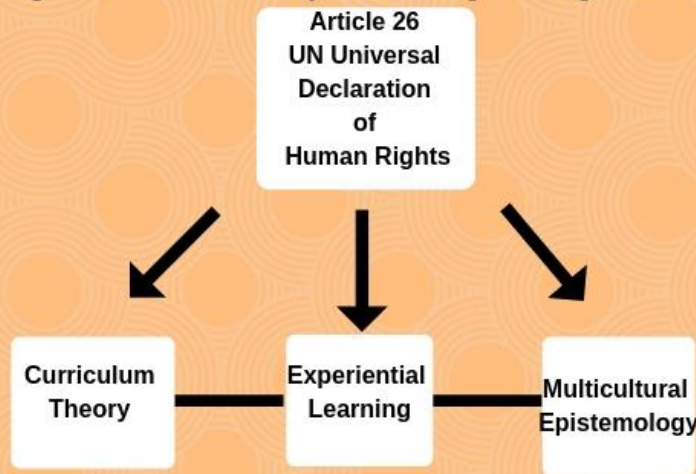 Article 26
UN Universal
Declaration
of
Human Rights
Curriculum
Theory
Experiential
Learning
Multicultural
Epistemology